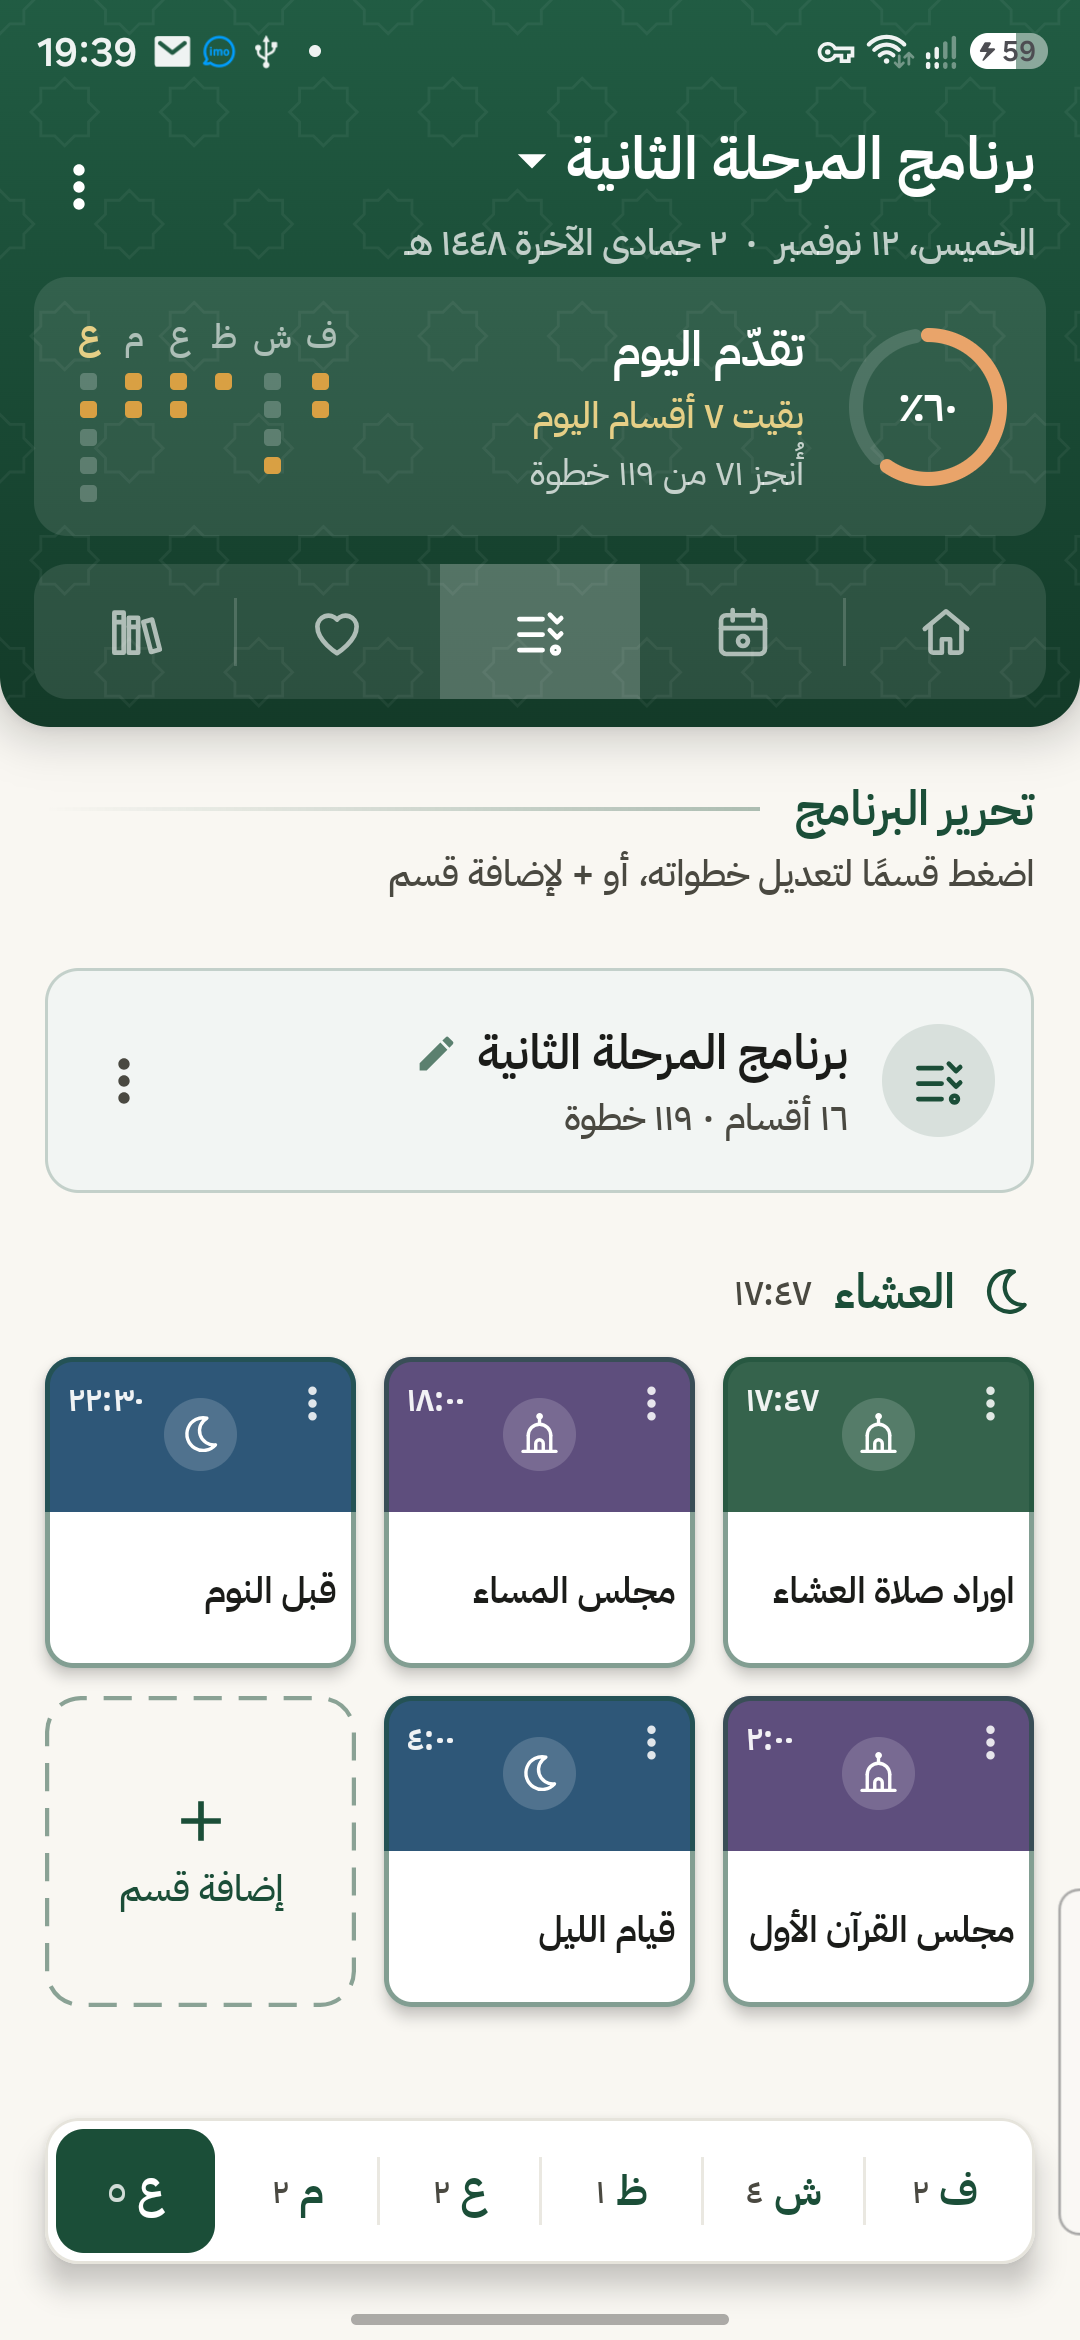 19:39
imo
59
برنامج المرحلة الثانية
الخميس، ١٢ نوفمبر • ٢ جمادى الآخرة ١٤٤٨ هـ
تقدّم اليوم
بقيت ٧ أقسام اليوم
أُنجز ٧١ من ١١٩ خطوة
٦٠٪
ف ش ظ ع م ع
تحرير البرنامج
اضغط قسمًا لتعديل خطواته، أو + لإضافة قسم
برنامج المرحلة الثانية
١٦ أقسام • ١١٩ خطوة
العشاء ١٧:٤٧
١٧:٤٧
اوراد صلاة العشاء
١٨:٠٠
مجلس المساء
٢٢:٣٠
قبل النوم
٢:٠٠
مجلس القرآن الأول
٤:٠٠
قيام الليل
+
إضافة قسم
ف ٢
ش ٤
ظ ١
ع ٢
م ٢
ع ٥